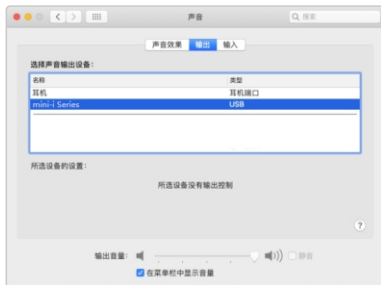 声音
搜索
声音效果 输出 输入
选择声音输出设备：
名称 类型
耳机 耳机端口
mini-i Series USB
所选设备的设置：
所选设备没有输出控制
?
输出音量： 静音
在菜单栏中显示音量